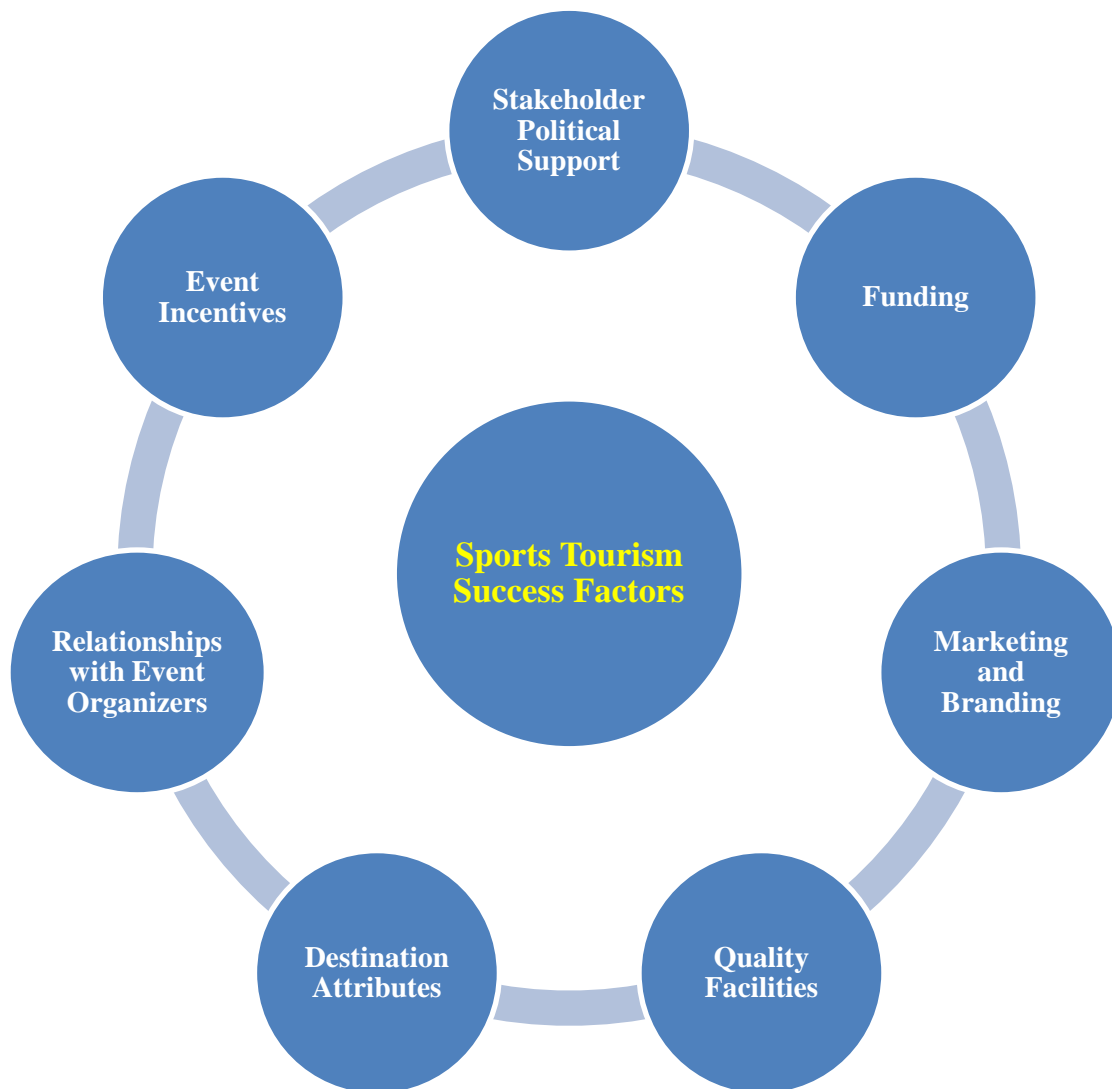 Stakeholder
Political
Support
Funding
Marketing
and
Branding
Quality
Facilities
Destination
Attributes
Relationships
with Event
Organizers
Event
Incentives
Sports Tourism
Success Factors